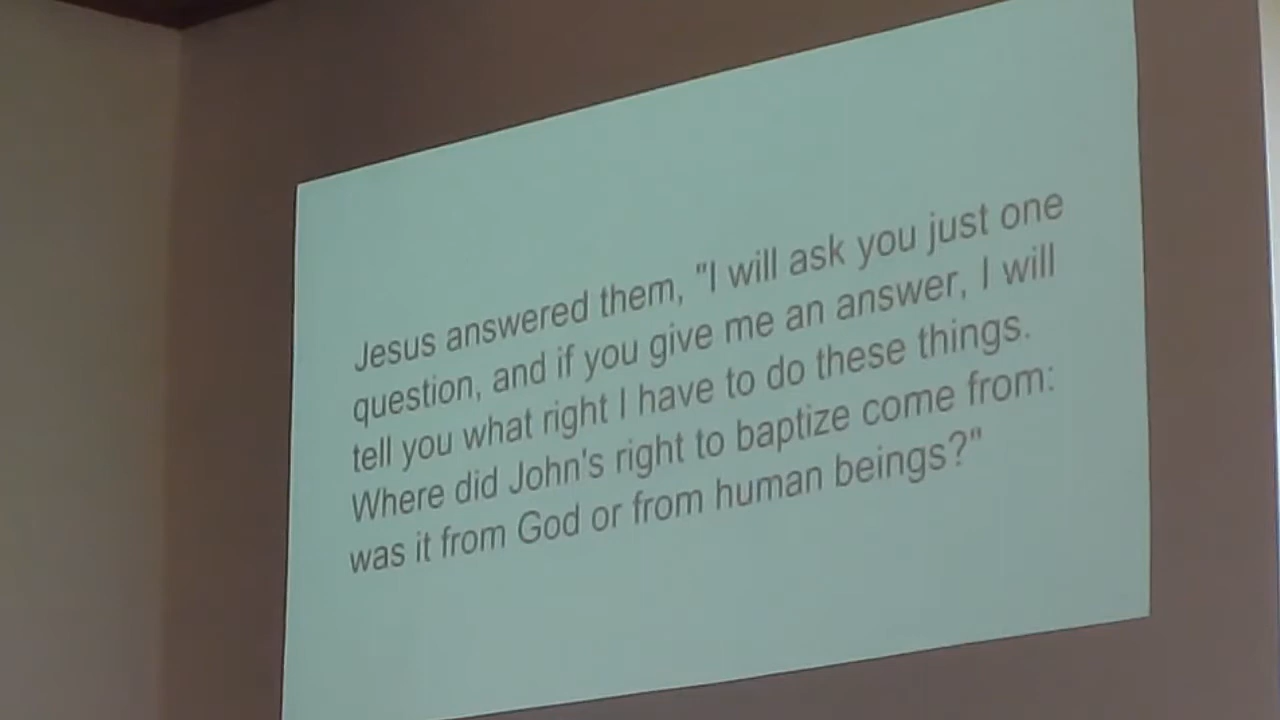 Jesus answered them, "I will ask you just one
question, and if you give me an answer, I will
tell you what right I have to do these things.
Where did John's right to baptize come from:
was it from God or from human beings?"